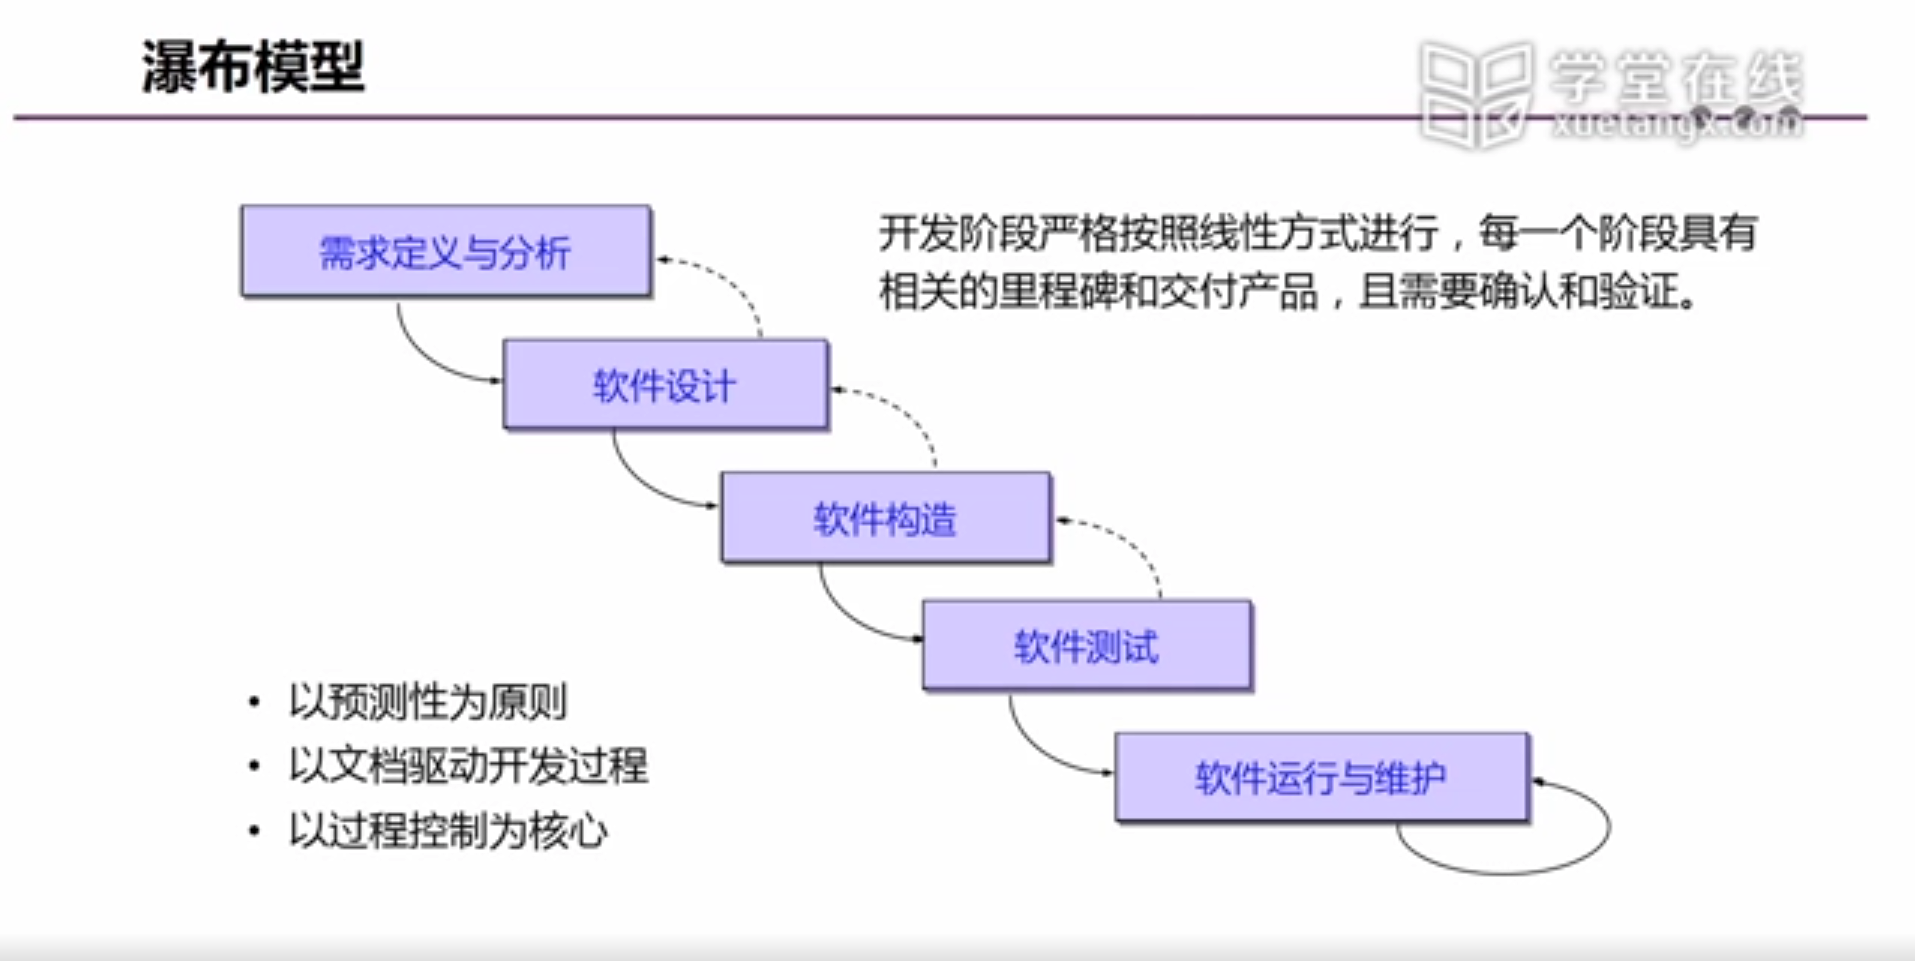 瀑布模型
学堂在线
xuetangx.com
需求定义与分析
开发阶段严格按照线性方式进行，每一个阶段具有
相关的里程碑和交付产品，且需要确认和验证。
软件设计
软件构造
软件测试
软件运行与维护
• 以预测性为原则
• 以文档驱动开发过程
• 以过程控制为核心